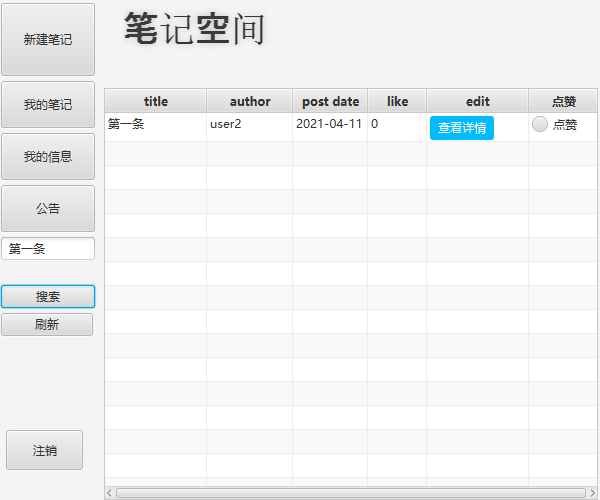 笔记空间
新建笔记
我的笔记
我的信息
公告
第一条
搜索
刷新
注销
title author post date like edit 点赞
第一条 user2 2021-04-11 0 查看详情 点赞